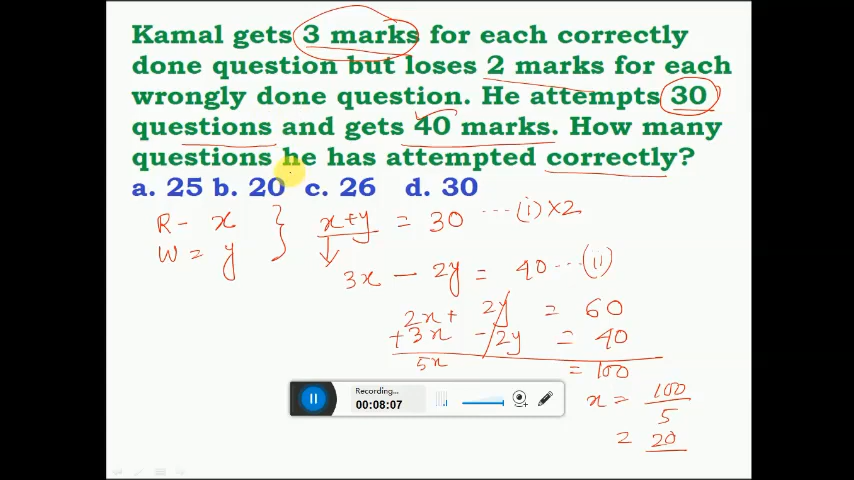 Kamal gets 3 marks for each correctly
done question but loses 2 marks for each
wrongly done question. He attempts 30
questions and gets 40 marks. How many
questions he has attempted correctly?
a. 25 b. 20 c. 26 d. 30
R - x
W = y
x+y = 30 ---(i)×2
3x - 2y = 40 ---(ii)
2x + 2y = 60
+3x - 2y = 40
5x = 100
x = 100/5
= 20
Recording...
00:08:07